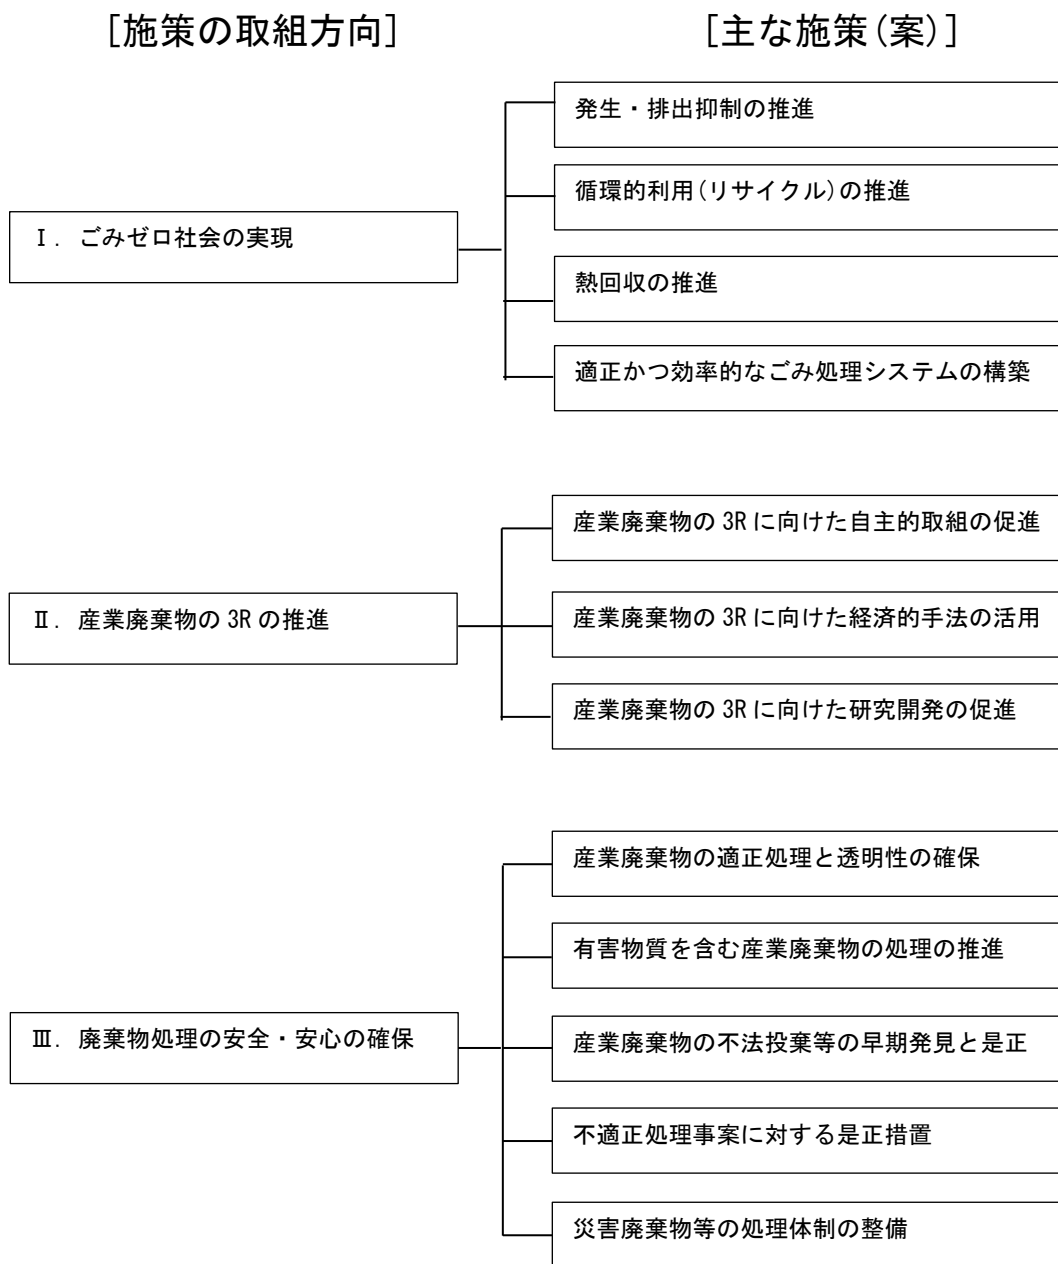 [施策の取組方向]
[主な施策(案)]
Ⅰ. ごみゼロ社会の実現
発生・排出抑制の推進
循環的利用(リサイクル)の推進
熱回収の推進
適正かつ効率的なごみ処理システムの構築
Ⅱ. 産業廃棄物の 3R の推進
産業廃棄物の 3R に向けた自主的取組の促進
産業廃棄物の 3R に向けた経済的手法の活用
産業廃棄物の 3R に向けた研究開発の促進
Ⅲ. 廃棄物処理の安全・安心の確保
産業廃棄物の適正処理と透明性の確保
有害物質を含む産業廃棄物の処理の推進
産業廃棄物の不法投棄等の早期発見と是正
不適正処理事案に対する是正措置
災害廃棄物等の処理体制の整備